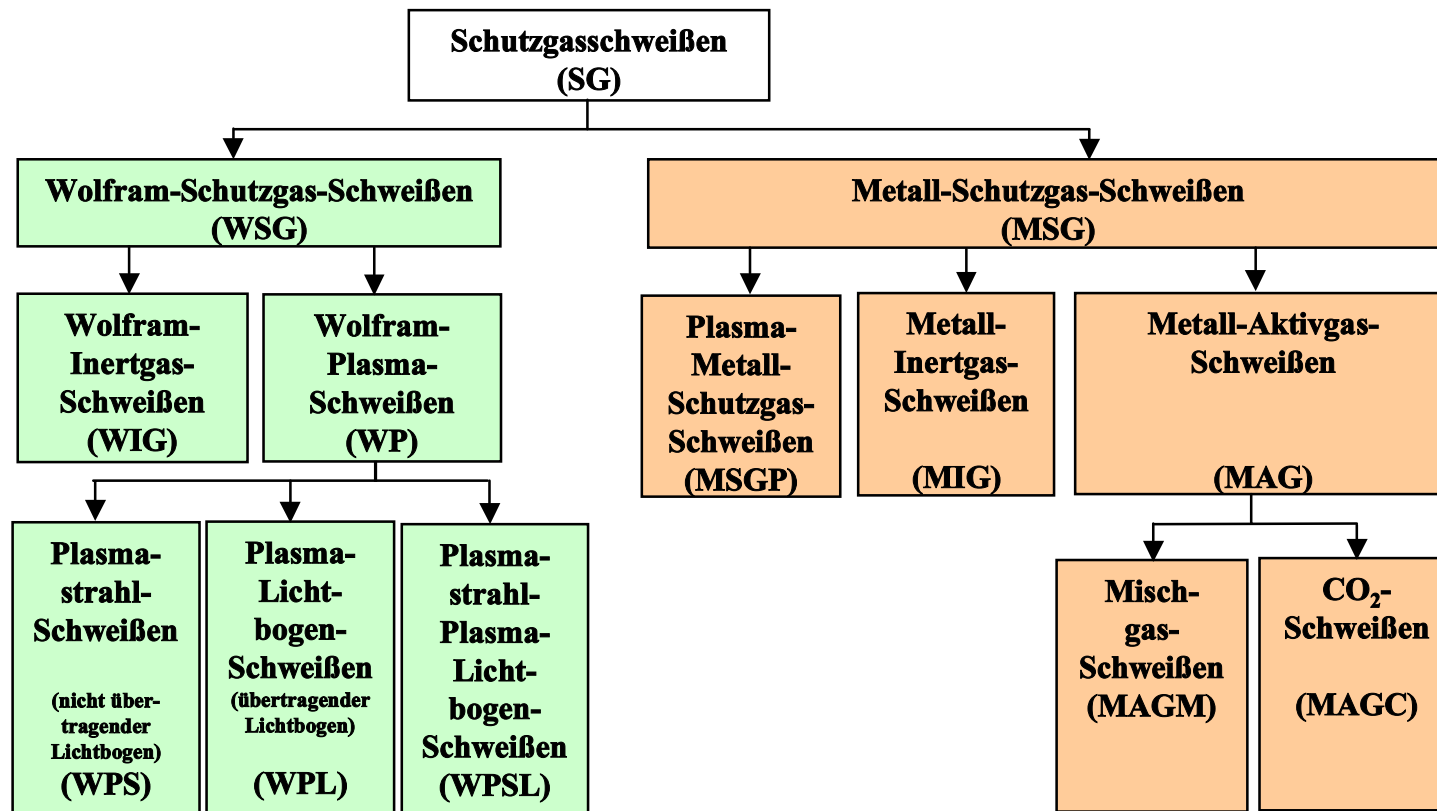 Schutzgasschweißen
(SG)
Wolfram-Schutzgas-Schweißen
(WSG)
Metall-Schutzgas-Schweißen
(MSG)
Wolfram-
Inertgas-
Schweißen
(WIG)
Wolfram-
Plasma-
Schweißen
(WP)
Plasma-
Metall-
Schutzgas-
Schweißen
(MSGP)
Metall-
Inertgas-
Schweißen
(MIG)
Metall-Aktivgas-
Schweißen
(MAG)
Plasma-
strahl-
Schweißen
(nicht über-
tragender
Lichtbogen)
(WPS)
Plasma-
Licht-
bogen-
Schweißen
(übertragender
Lichtbogen)
(WPL)
Plasma-
strahl-
Plasma-
Licht-
bogen-
Schweißen
(WPSL)
Misch-
gas-
Schweißen
(MAGM)
CO₂-
Schweißen
(MAGC)